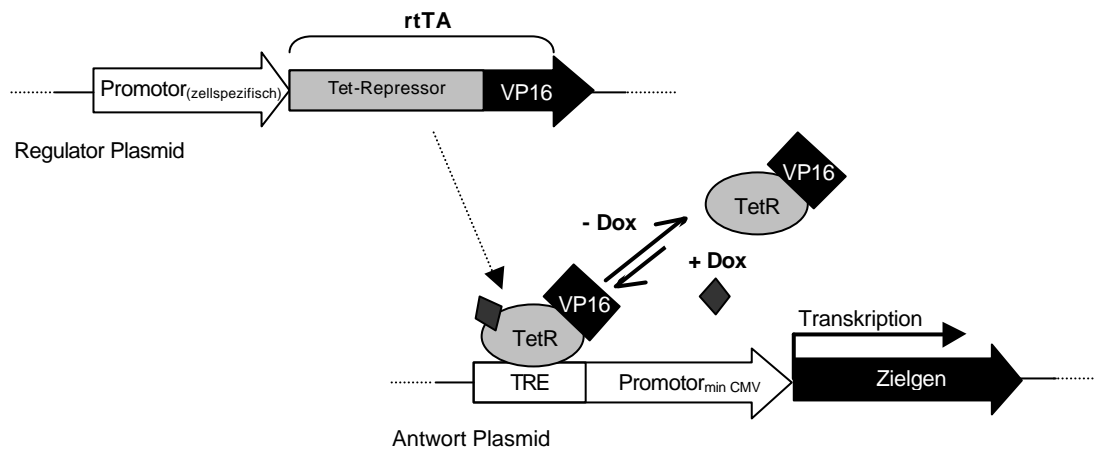 rtTA
Promotor(zellspezifisch)
Tet-Repressor
VP16
Regulator Plasmid
VP16
TetR
- Dox
+ Dox
VP16
TetR
Transkription
TRE
Promotormin CMV
Zielgen
Antwort Plasmid